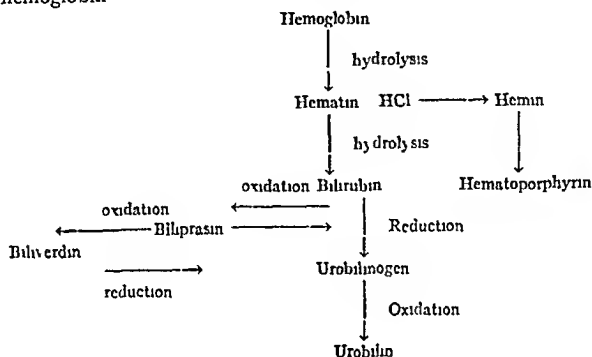 hemoglobin
Hemoglobin
hydrolysis
Hematin HCl Hemin
hydrolysis
oxidation Bilirubin Hematoporphyrin
oxidation
Biliprasin Reduction
Biliverdin
reduction Urobilinogen
Oxidation
Urobilin